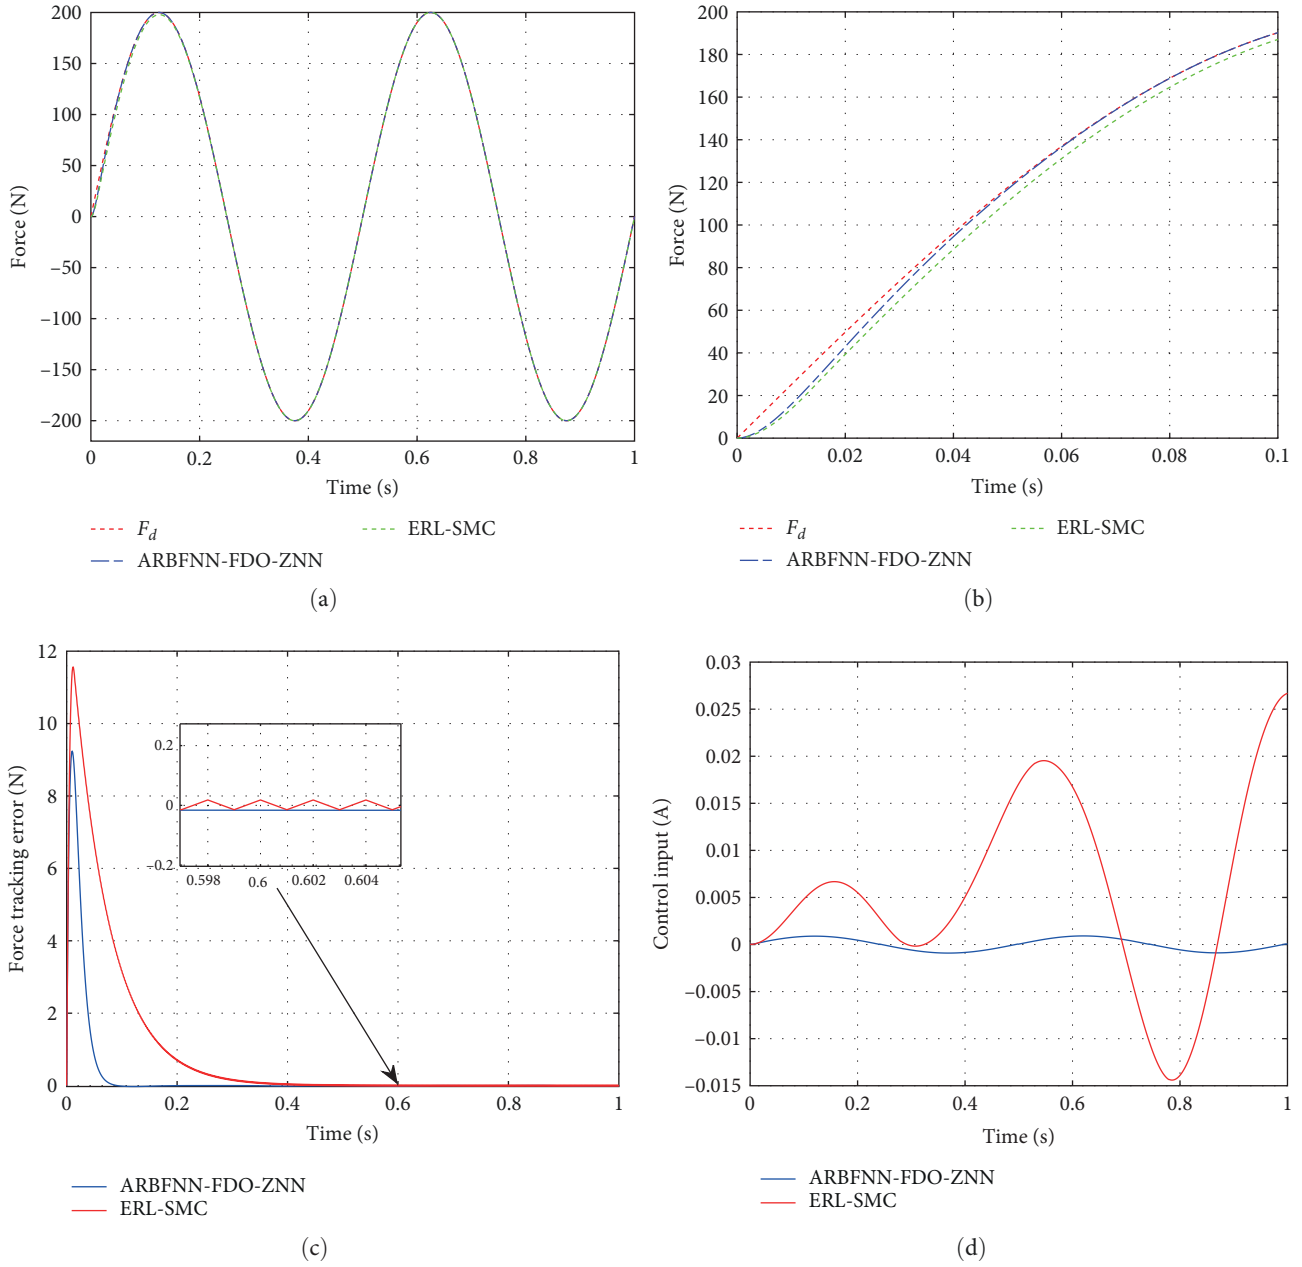 200
150
100
50
0
−50
−100
−150
−200
Force (N)
0 0.2 0.4 0.6 0.8 1
Time (s)
F_d
ERL-SMC
ARBFNN-FDO-ZNN
(a)
200
180
160
140
120
100
80
60
40
20
0
Force (N)
0 0.02 0.04 0.06 0.08 0.1
Time (s)
F_d
ERL-SMC
ARBFNN-FDO-ZNN
(b)
12
10
8
6
4
2
0
Force tracking error (N)
0.2
0
−0.2
0.598 0.6 0.602 0.604
0 0.2 0.4 0.6 0.8 1
Time (s)
ARBFNN-FDO-ZNN
ERL-SMC
(c)
0.03
0.025
0.02
0.015
0.01
0.005
0
−0.005
−0.01
−0.015
Control input (A)
0 0.2 0.4 0.6 0.8 1
Time (s)
ARBFNN-FDO-ZNN
ERL-SMC
(d)